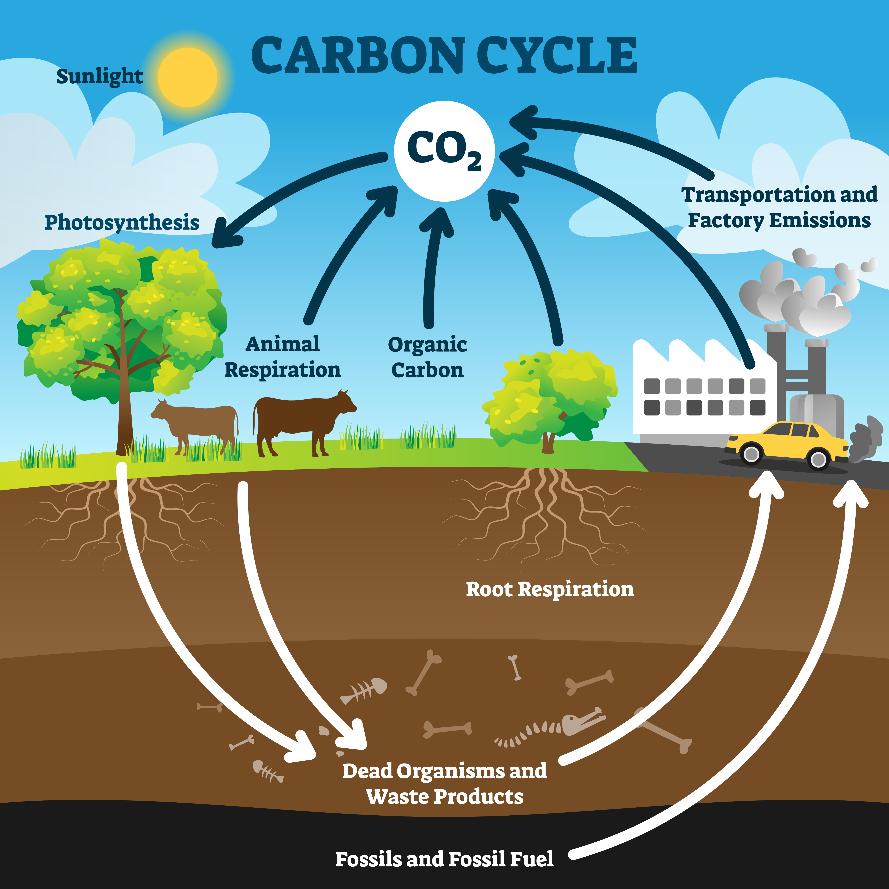 CARBON CYCLE
Sunlight
CO₂
Transportation and
Factory Emissions
Photosynthesis
Animal
Respiration
Organic
Carbon
Root Respiration
Dead Organisms and
Waste Products
Fossils and Fossil Fuel